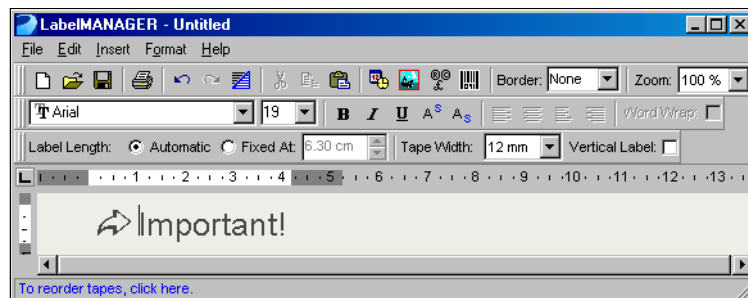 LabelMANAGER - Untitled
File Edit Insert Format Help
Border: None Zoom: 100 %
Arial 19 B I U A^S A_S Word Wrap:
Label Length: Automatic Fixed At: 6.30 cm Tape Width: 12 mm Vertical Label:
L 1 2 3 4 5 6 7 8 9 10 11 12 13
Important!
To reorder tapes, click here.